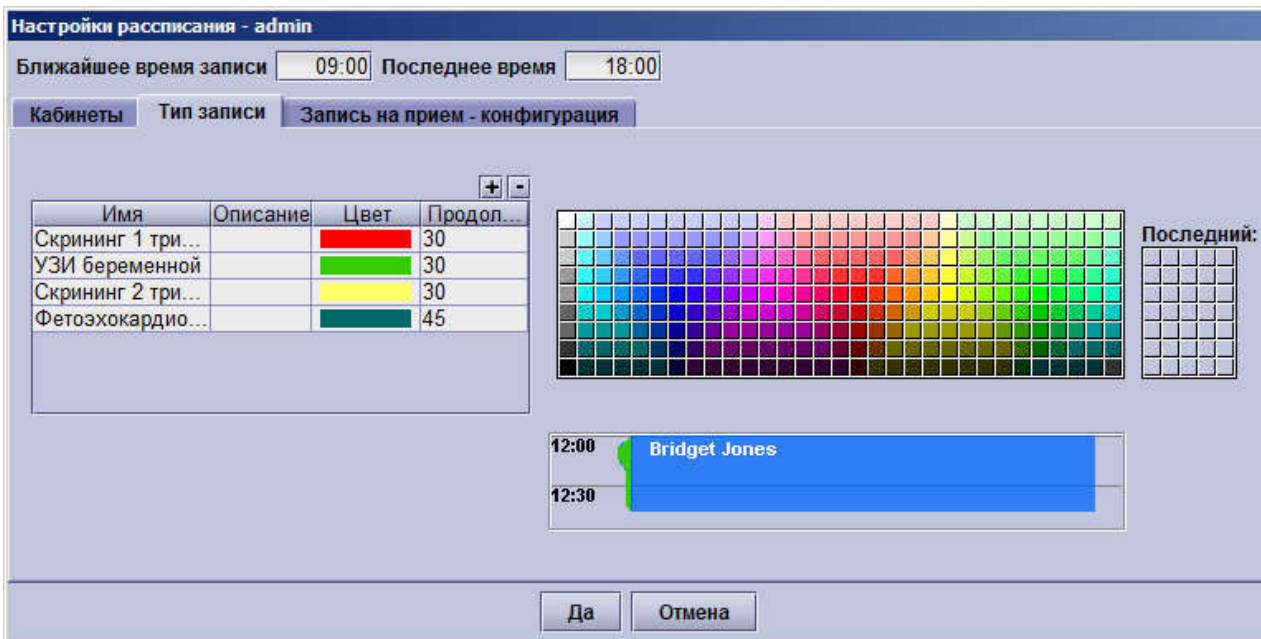 Настройки рассписания - admin
Ближайшее время записи 09:00 Последнее время 18:00
Кабинеты Тип записи Запись на прием - конфигурация
+ -
Имя Описание Цвет Продол...
Скрининг 1 три... 30
УЗИ беременной 30
Скрининг 2 три... 30
Фетоэхокардио... 45
Последний:
12:00 Bridget Jones
12:30
Да Отмена